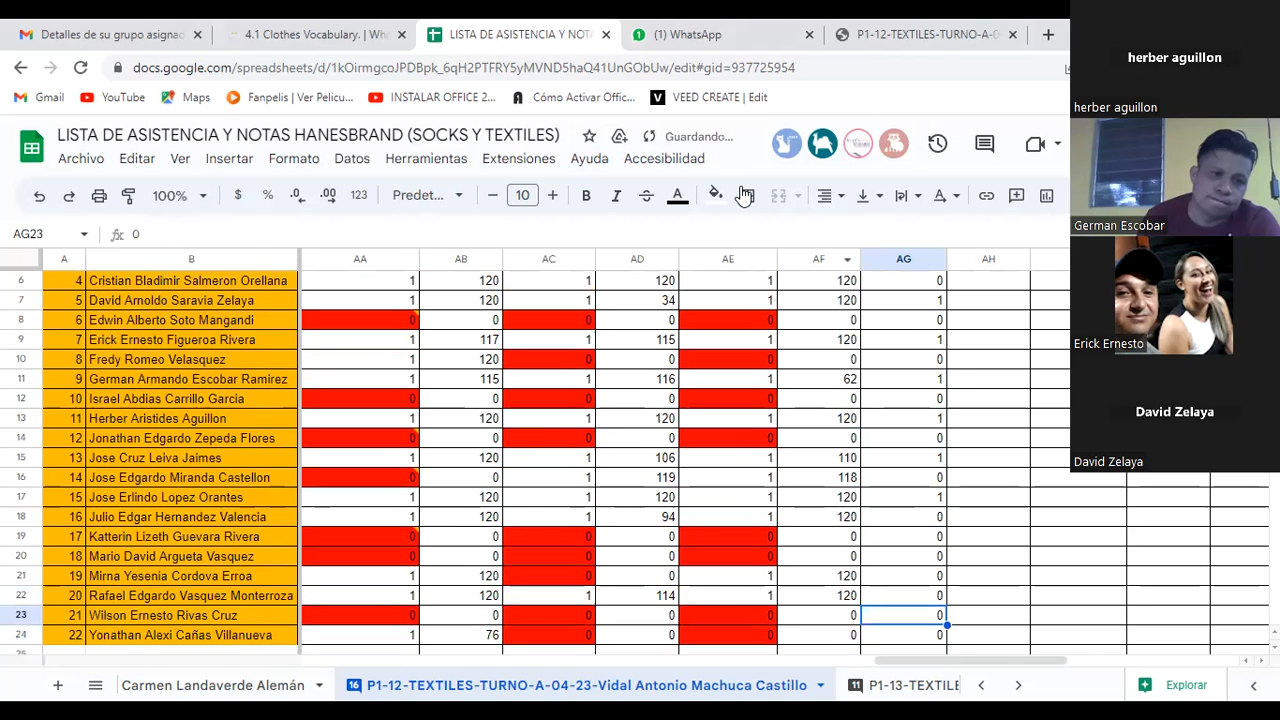 Detalles de su grupo asignac
4.1 Clothes Vocabulary. | Wh
LISTA DE ASISTENCIA Y NOTA
(1) WhatsApp
P1-12-TEXTILES-TURNO-A-0
docs.google.com/spreadsheets/d/1kOirngcoJPDBpk_6qH2PTFRY5yMVND5haQ41UnGObUw/edit#gid=937725954
Gmail YouTube Maps Fanpelis | Ver Pelicu... INSTALAR OFFICE 2... Cómo Activar Offic... VEED CREATE | Edit
LISTA DE ASISTENCIA Y NOTAS HANESBRAND (SOCKS Y TEXTILES)
Guardando...
Archivo Editar Ver Insertar Formato Datos Herramientas Extensiones Ayuda Accesibilidad
100% $ % .0 .00 123 Predet... 10 B I A
AG23 fx 0
A B AA AB AC AD AE AF AG AH
6 4 Cristian Bladimir Salmeron Orellana 1 120 1 120 1 120 0
7 5 David Arnoldo Saravia Zelaya 1 120 1 34 1 120 1
8 6 Edwin Alberto Soto Mangandi 0 0 0 0 0 0 0
9 7 Erick Ernesto Figueroa Rivera 1 117 1 115 1 120 1
10 8 Fredy Romeo Velasquez 1 120 0 0 0 0 0
11 9 German Armando Escobar Ramirez 1 115 1 116 1 62 1
12 10 Israel Abdias Carrillo Garcia 0 0 0 0 0 0 0
13 11 Herber Aristides Aguillon 1 120 1 120 1 120 1
14 12 Jonathan Edgardo Zepeda Flores 0 0 0 0 0 0 0
15 13 Jose Cruz Leiva Jaimes 1 120 1 106 1 110 1
16 14 Jose Edgardo Miranda Castellon 0 0 1 119 1 118 0
17 15 Jose Erlindo Lopez Orantes 1 120 1 120 1 120 1
18 16 Julio Edgar Hernandez Valencia 1 120 1 94 1 120 0
19 17 Katterin Lizeth Guevara Rivera 0 0 0 0 0 0 0
20 18 Mario David Argueta Vasquez 0 0 0 0 0 0 0
21 19 Mirna Yesenia Cordova Erroa 1 120 0 0 1 120 0
22 20 Rafael Edgardo Vasquez Monterroza 1 120 1 114 1 120 0
23 21 Wilson Ernesto Rivas Cruz 0 0 0 0 0 0 0
24 22 Yonathan Alexi Cañas Villanueva 1 76 0 0 0 0 0
Carmen Landaverde Alemán
16 P1-12-TEXTILES-TURNO-A-04-23-Vidal Antonio Machuca Castillo
11 P1-13-TEXTILE
Explorar
herber aguillon
herber aguillon
German Escobar
Erick Ernesto
David Zelaya
David Zelaya